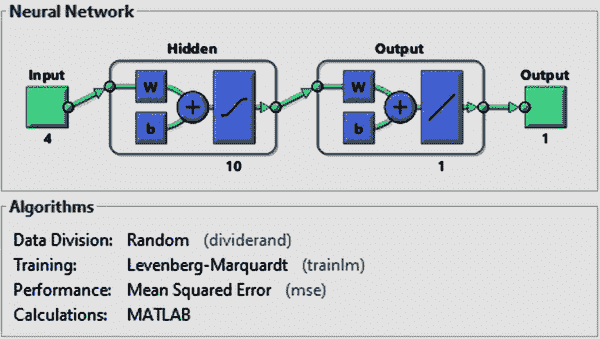 Neural Network
Hidden
Output
Input
W
b
+
W
b
+
Output
4
10
1
1
Algorithms
Data Division: Random (dividerand)
Training: Levenberg-Marquardt (trainlm)
Performance: Mean Squared Error (mse)
Calculations: MATLAB